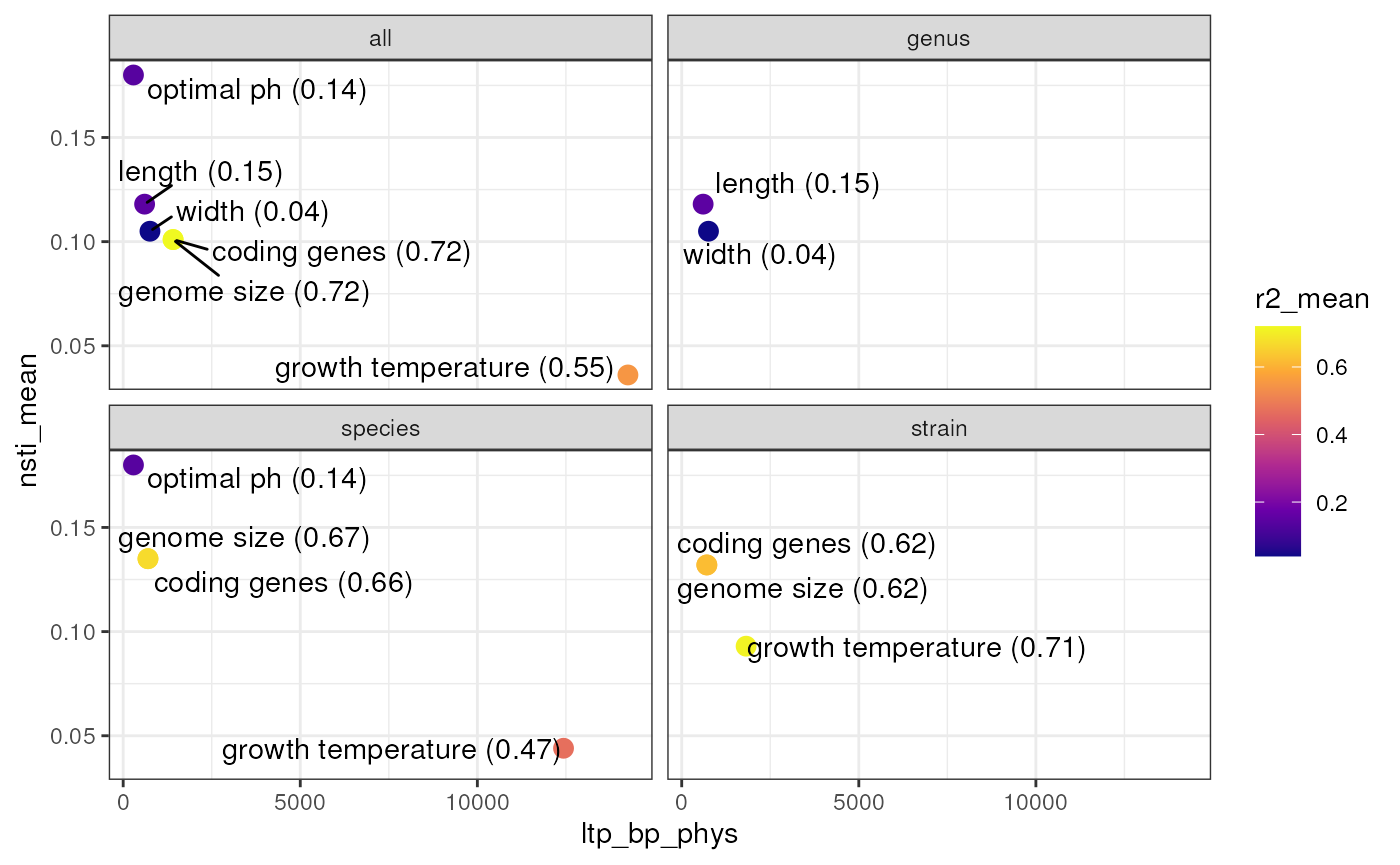 all
genus
optimal ph (0.14)
0.15
length (0.15)
width (0.04)
0.10
coding genes (0.72)
genome size (0.72)
0.05
growth temperature (0.55)
length (0.15)
width (0.04)
species
strain
optimal ph (0.14)
0.15
genome size (0.67)
coding genes (0.66)
0.10
0.05
growth temperature (0.47)
coding genes (0.62)
genome size (0.62)
growth temperature (0.71)
0
5000
10000
0
5000
10000
ltp_bp_phys
nsti_mean
r2_mean
0.6
0.4
0.2